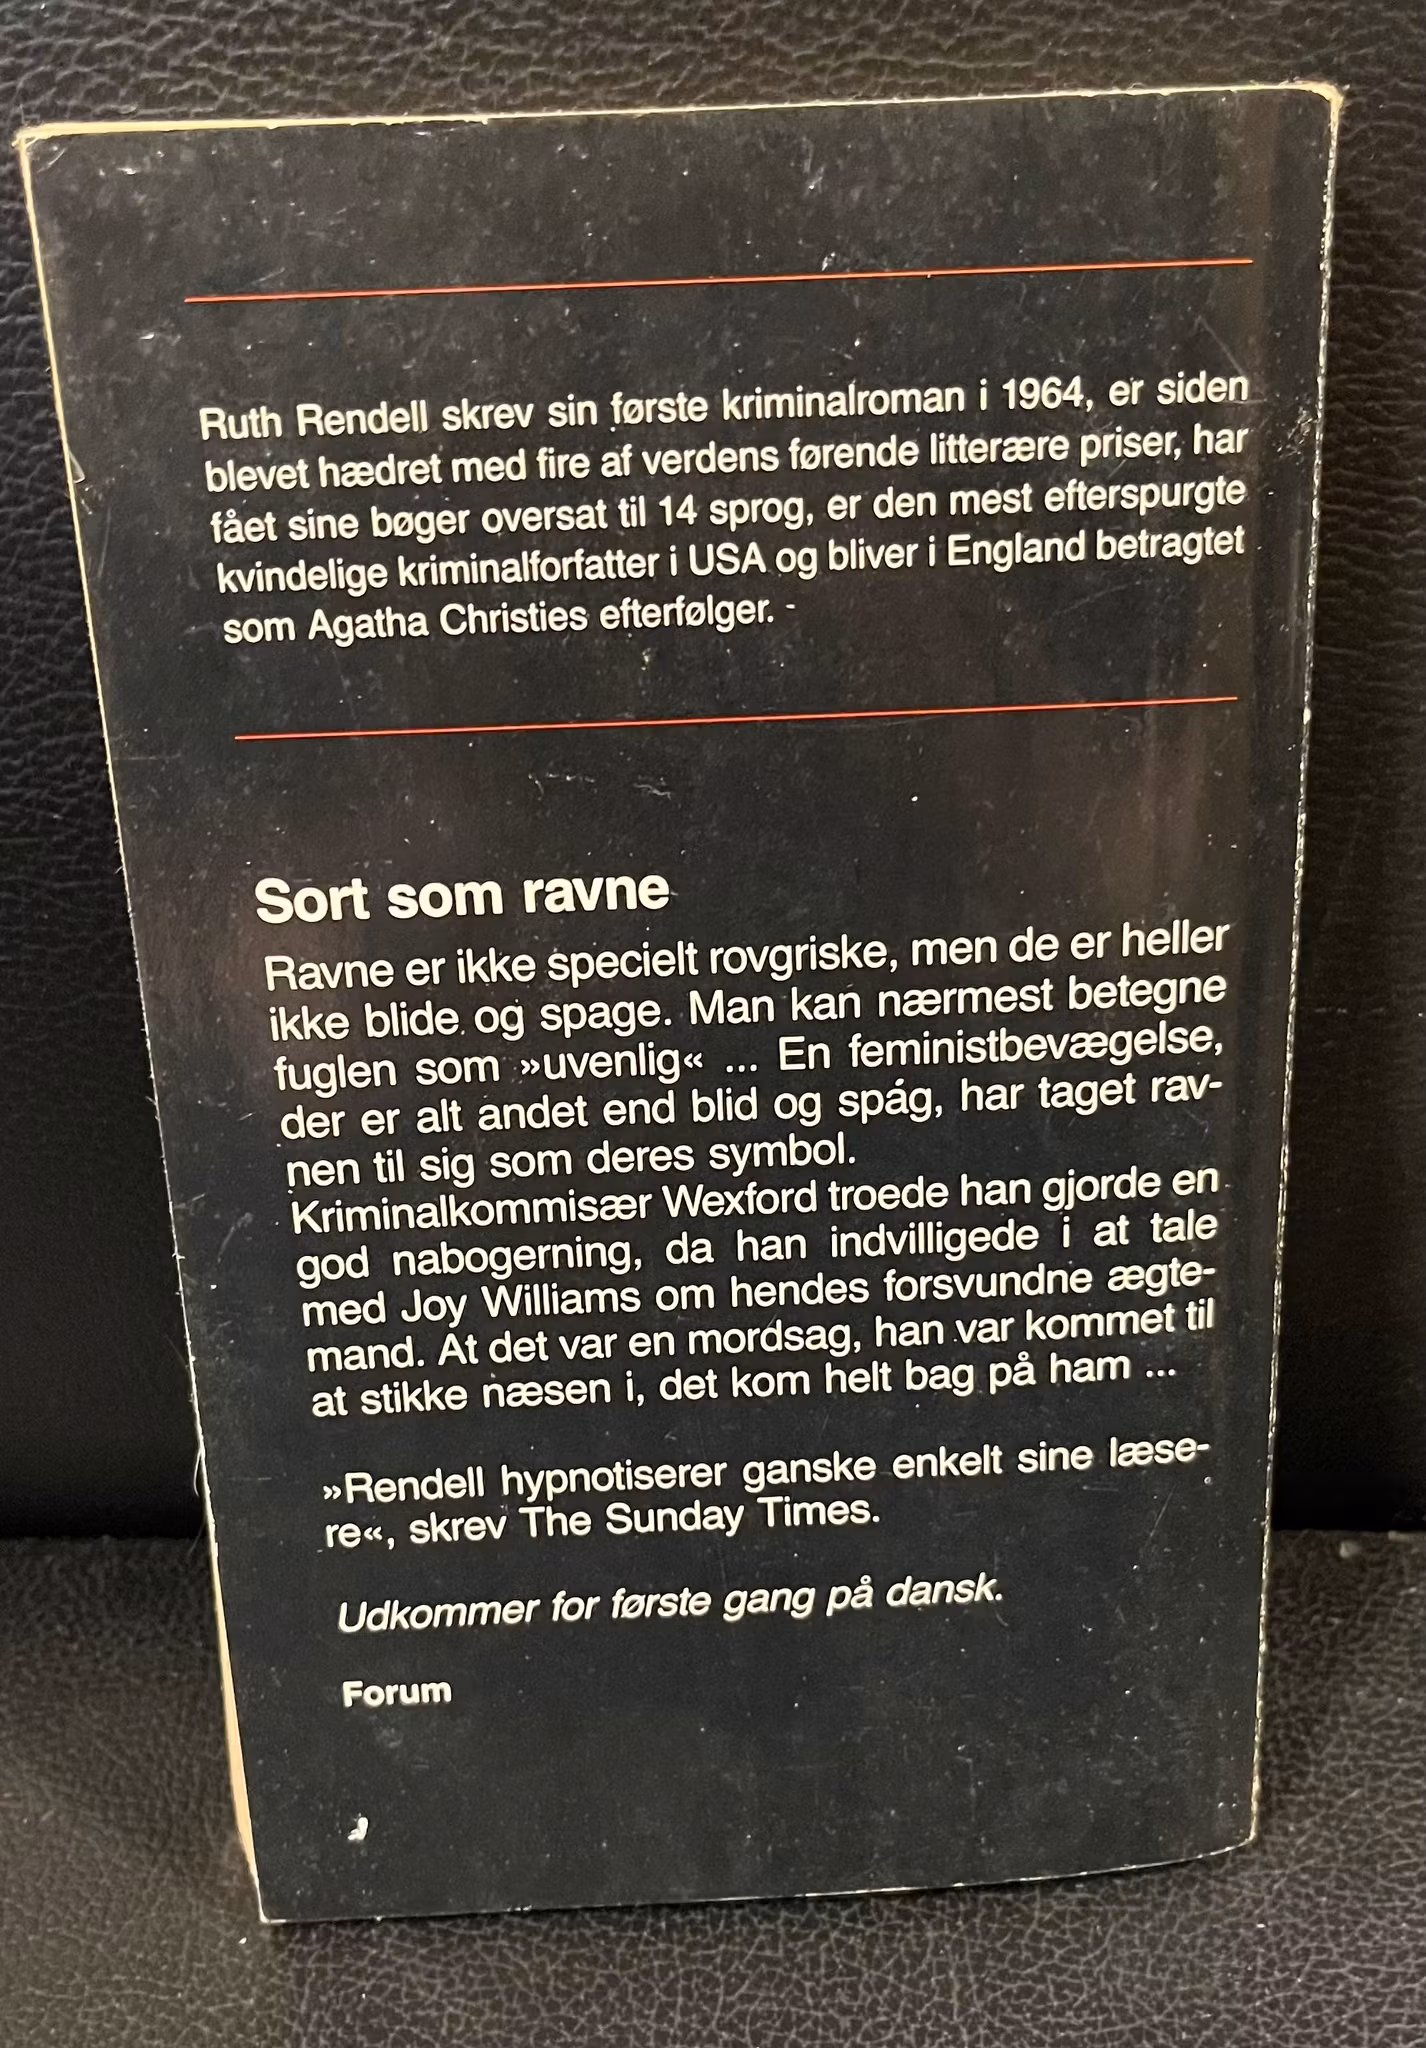 Ruth Rendell skrev sin første kriminalroman i 1964, er siden
blevet hædret med fire af verdens førende litterære priser, har
fået sine bøger oversat til 14 sprog, er den mest efterspurgte
kvindelige kriminalforfatter i USA og bliver i England betragtet
som Agatha Christies efterfølger. -
Sort som ravne
Ravne er ikke specielt rovgriske, men de er heller
ikke blide og spage. Man kan nærmest betegne
fuglen som »uvenlig« ... En feministbevægelse,
der er alt andet end blid og spág, har taget rav-
nen til sig som deres symbol.
Kriminalkommisær Wexford troede han gjorde en
god nabogerning, da han indvilligede i at tale
med Joy Williams om hendes forsvundne ægte-
mand. At det var en mordsag, han var kommet til
at stikke næsen i, det kom helt bag på ham ...
»Rendell hypnotiserer ganske enkelt sine læse-
re«, skrev The Sunday Times.
Udkommer for første gang på dansk.
Forum